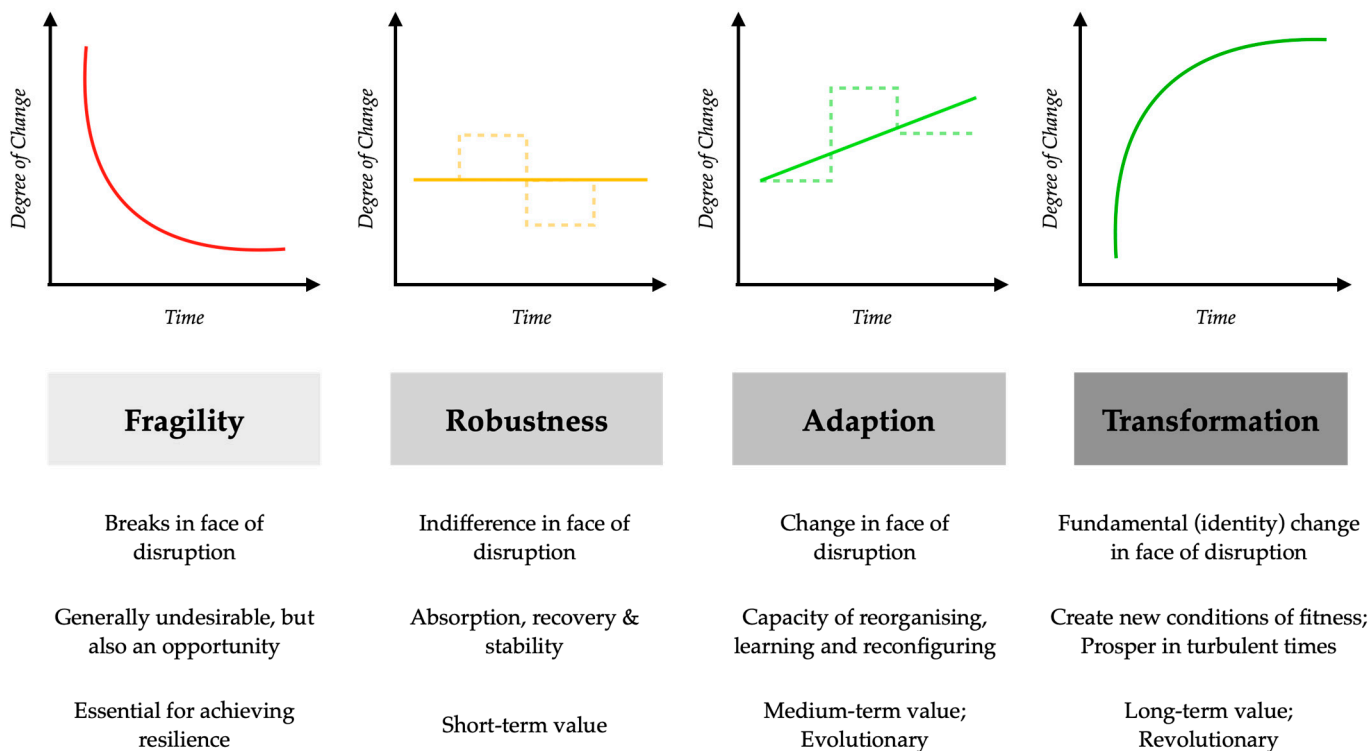 Degree of Change
Time
Degree of Change
Time
Degree of Change
Time
Degree of Change
Time
Fragility
Robustness
Adaption
Transformation
Breaks in face of
disruption
Indifference in face of
disruption
Change in face of
disruption
Fundamental (identity) change
in face of disruption
Generally undesirable, but
also an opportunity
Absorption, recovery &
stability
Capacity of reorganising,
learning and reconfiguring
Create new conditions of fitness;
Prosper in turbulent times
Essential for achieving
resilience
Short-term value
Medium-term value;
Evolutionary
Long-term value;
Revolutionary